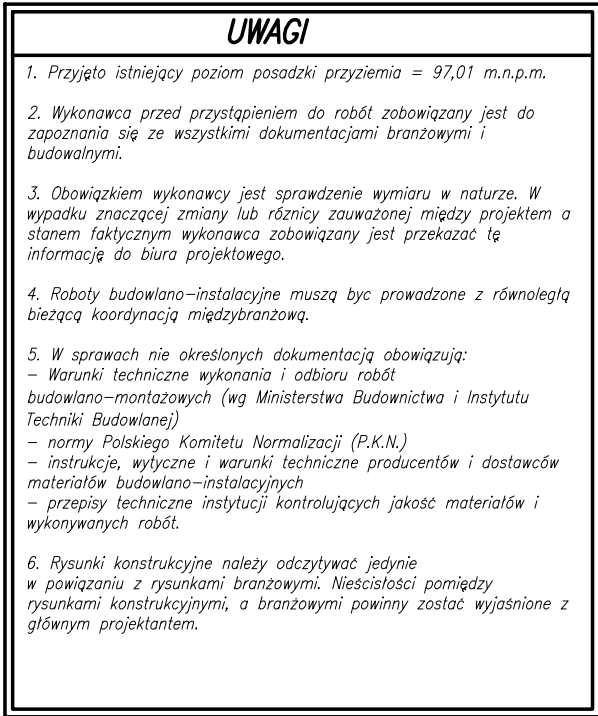 UWAGI
1. Przyjęto istniejący poziom posadzki przyziemia = 97,01 m.n.p.m.
2. Wykonawca przed przystąpieniem do robót zobowiązany jest do
zapoznania się ze wszystkimi dokumentacjami branżowymi i
budowalnymi.
3. Obowiązkiem wykonawcy jest sprawdzenie wymiaru w naturze. W
wypadku znaczącej zmiany lub róznicy zauważonej między projektem a
stanem faktycznym wykonawca zobowiązany jest przekazać tę
informację do biura projektowego.
4. Roboty budowlano-instalacyjne muszą byc prowadzone z równoległą
bieżącą koordynacją międzybranżową.
5. W sprawach nie określonych dokumentacją obowiązują:
- Warunki techniczne wykonania i odbioru robót
budowlano-montażowych (wg Ministerstwa Budownictwa i Instytutu
Techniki Budowlanej)
- normy Polskiego Komitetu Normalizacji (P.K.N.)
- instrukcje, wytyczne i warunki techniczne producentów i dostawców
materiałów budowlano-instalacyjnych
- przepisy techniczne instytucji kontrolujących jakość materiałów i
wykonywanych robót.
6. Rysunki konstrukcyjne należy odczytywać jedynie
w powiązaniu z rysunkami branżowymi. Nieścisłości pomiędzy
rysunkami konstrukcyjnymi, a branżowymi powinny zostać wyjaśnione z
głównym projektantem.